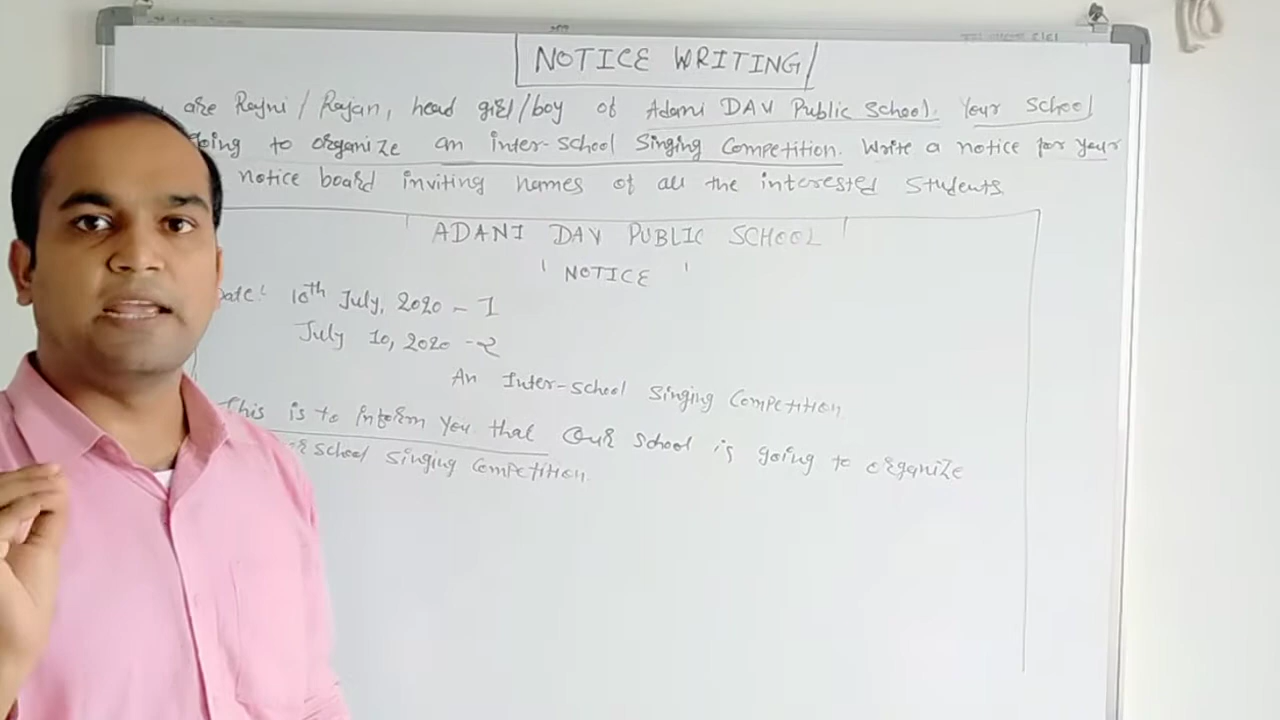 NOTICE WRITING
are Rajni / Rajan, head girl/boy of Adani DAV Public School. Your School
going to organize an inter-school Singing Competition. Write a notice for your
notice board inviting names of all the interested Students
ADANI DAV PUBLIC SCHOOL
NOTICE
Date: 10th July, 2020 - 1
July 10, 2020 - 2
An Inter-school Singing Competition
This is to inform you that Our school is going to organize
school Singing Competition.